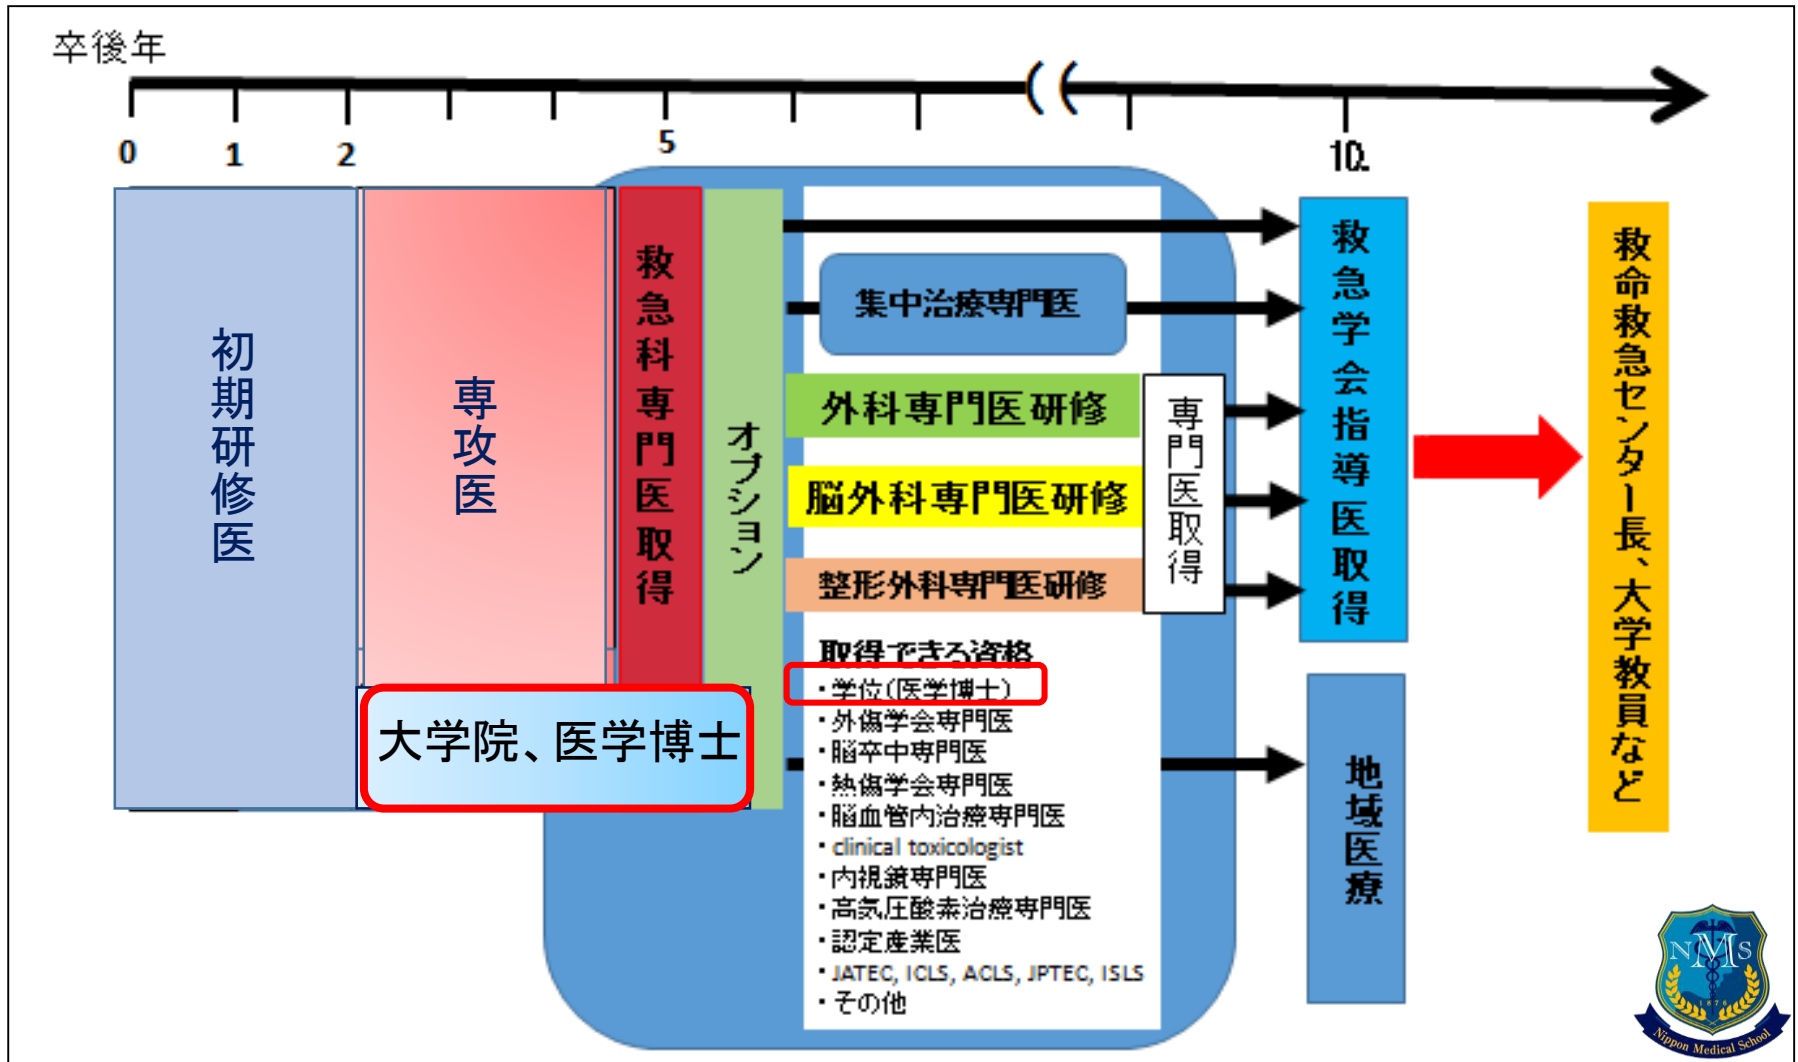 卒後年
0
1
2
5
10.
初期研修医
専攻医
大学院、医学博士
救急科専門医取得
オプション
集中治療専門医
外科専門医研修
脳外科専門医研修
整形外科専門医研修
専門医取得
取得できる資格
・学位(医学博士)
・外傷学会専門医
・脳卒中専門医
・熱傷学会専門医
・脳血管内治療専門医
・clinical toxicologist
・内視鏡専門医
・高気圧酸素治療専門医
・認定産業医
・JATEC, ICLS, ACLS, JPTEC, ISLS
・その他
救急学会指導医取得
地域医療
救命救急センター長、大学教員など
NMS
1876
Nippon Medical School